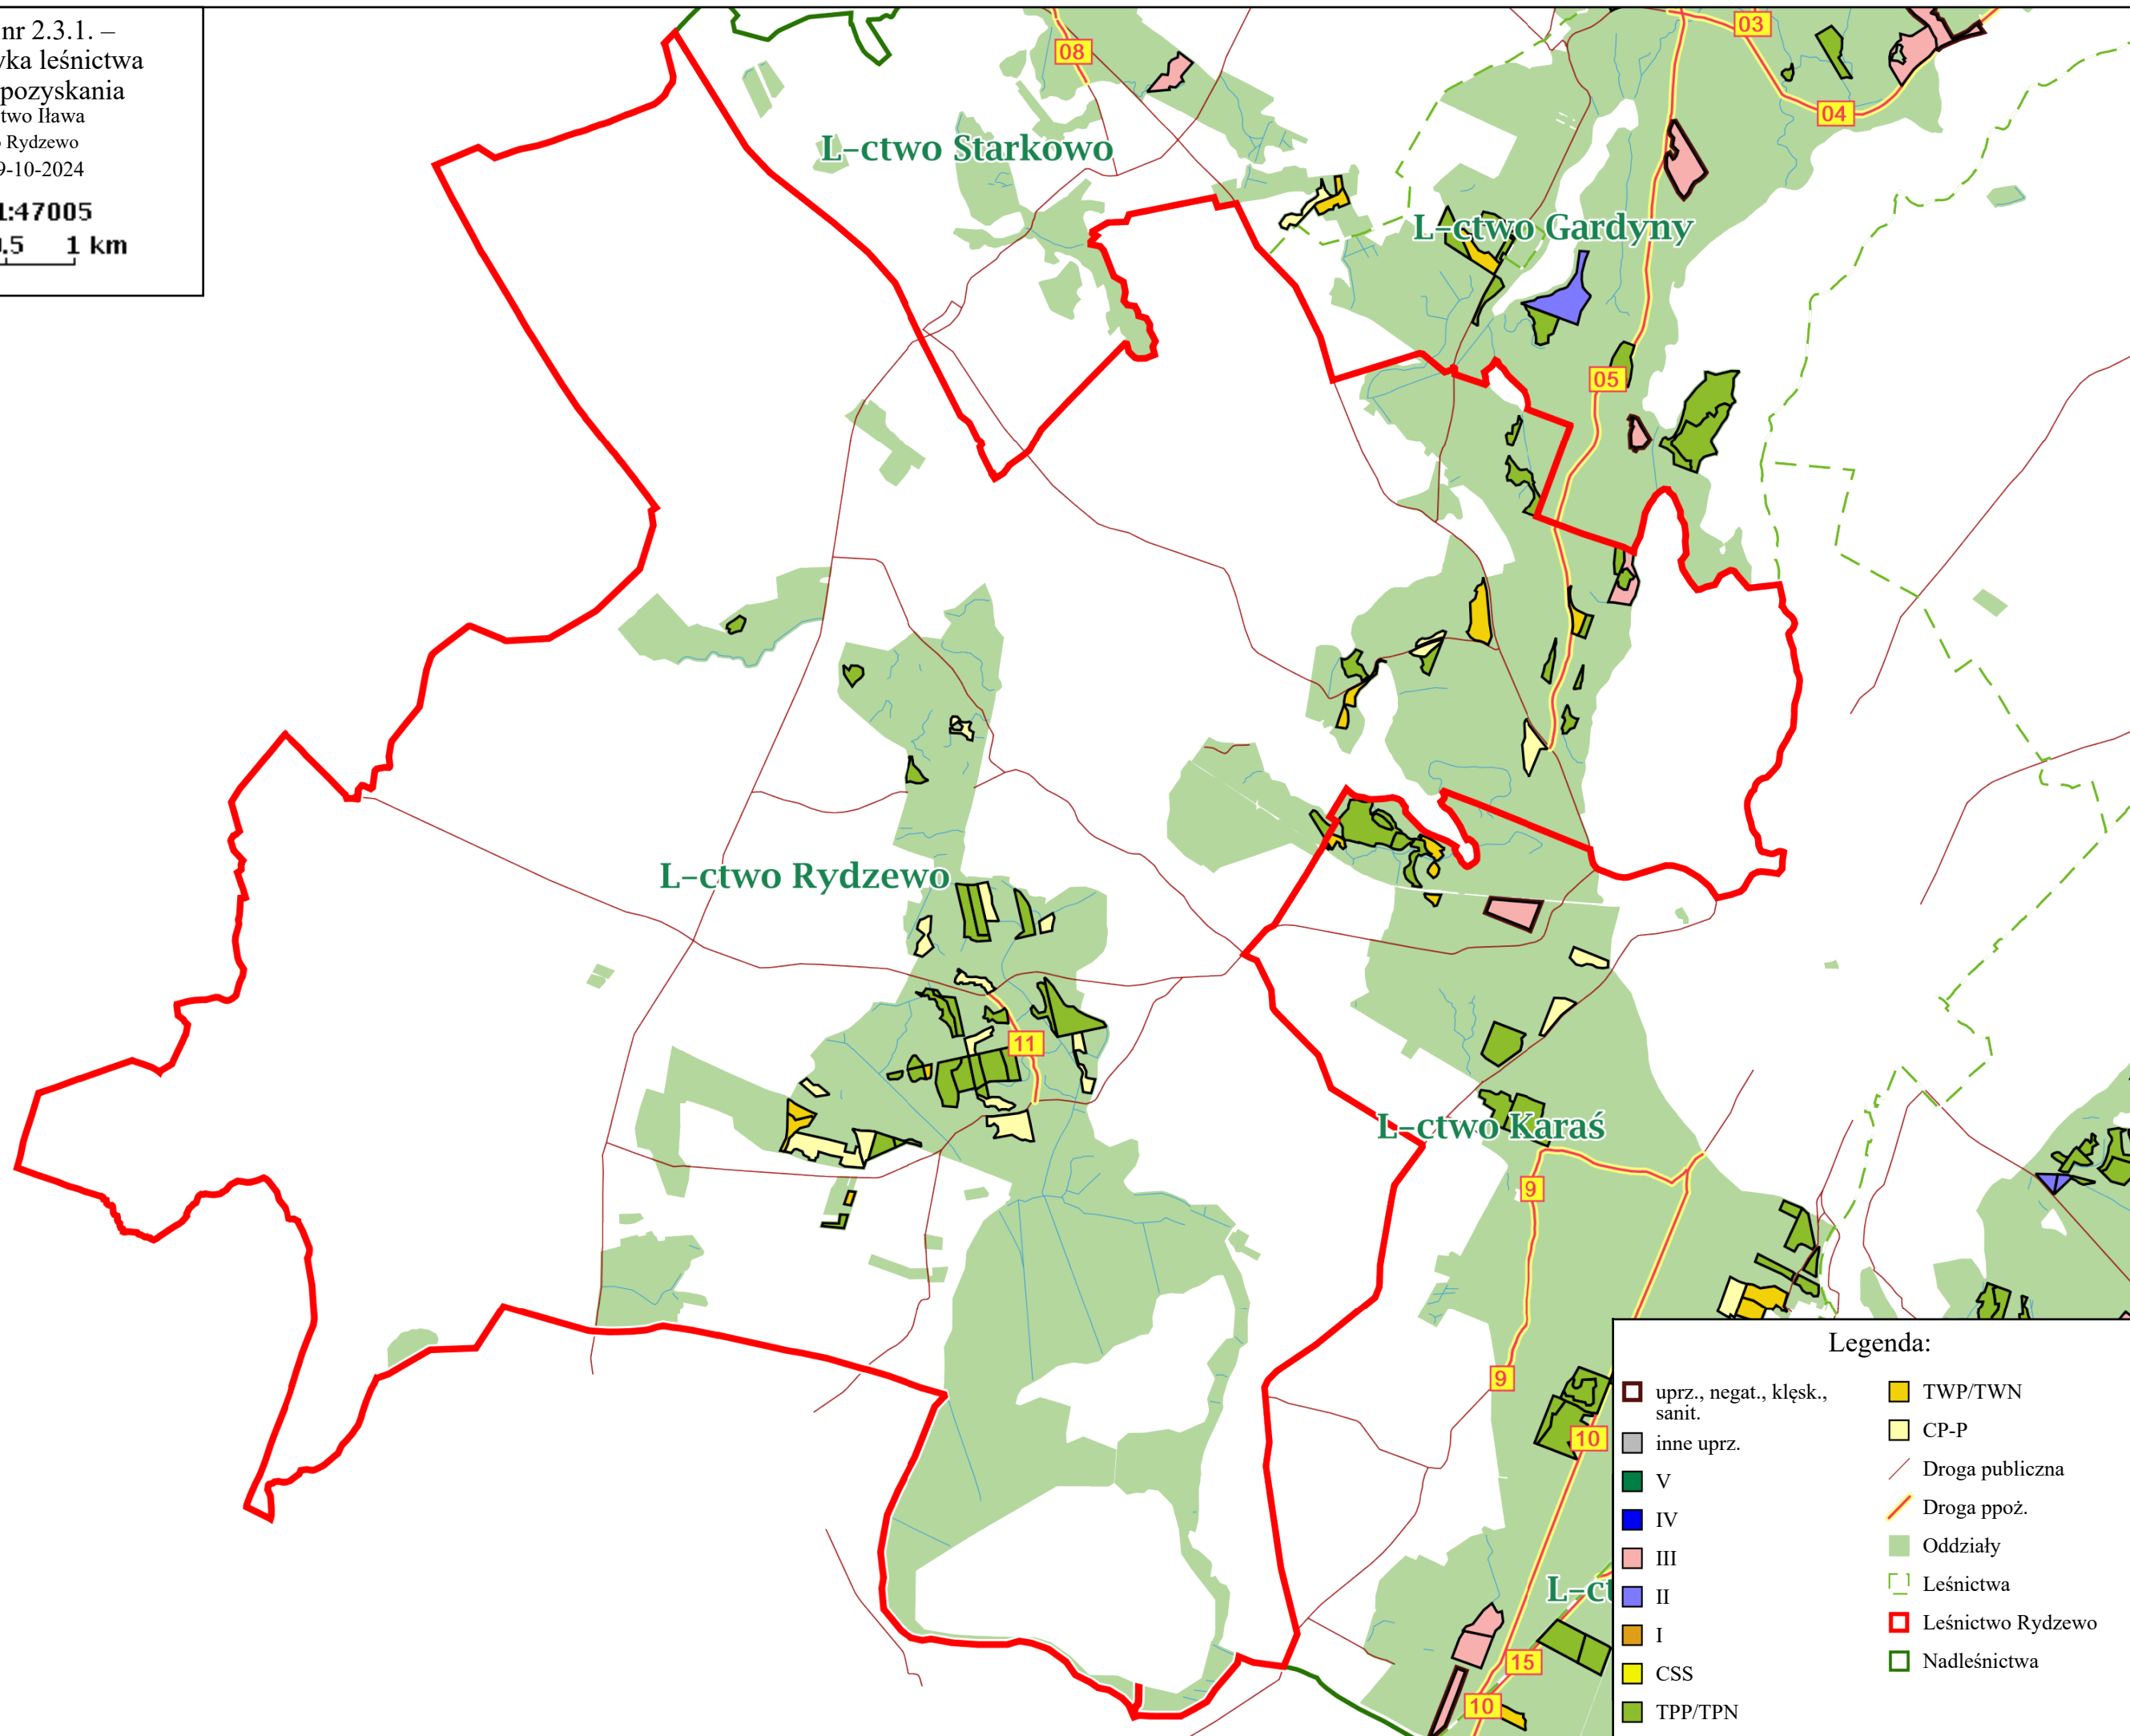 nr 2.3.1. –
yka leśnictwa
pozyskania
two Iława
o Rydzewo
9-10-2024
1:47005
0.5 1 km
03
08
04
L-ctwo Starkowo
L-ctwo Gardyny
05
L-ctwo Rydzewo
11
L-ctwo Karaś
9
9
10
L-ct
15
10
Legenda:
uprz., negat., klęsk.,
sanit.
inne uprz.
V
IV
III
II
I
CSS
TPP/TPN
TWP/TWN
CP-P
Droga publiczna
Droga ppoż.
Oddziały
Leśnictwa
Leśnictwo Rydzewo
Nadleśnictwa